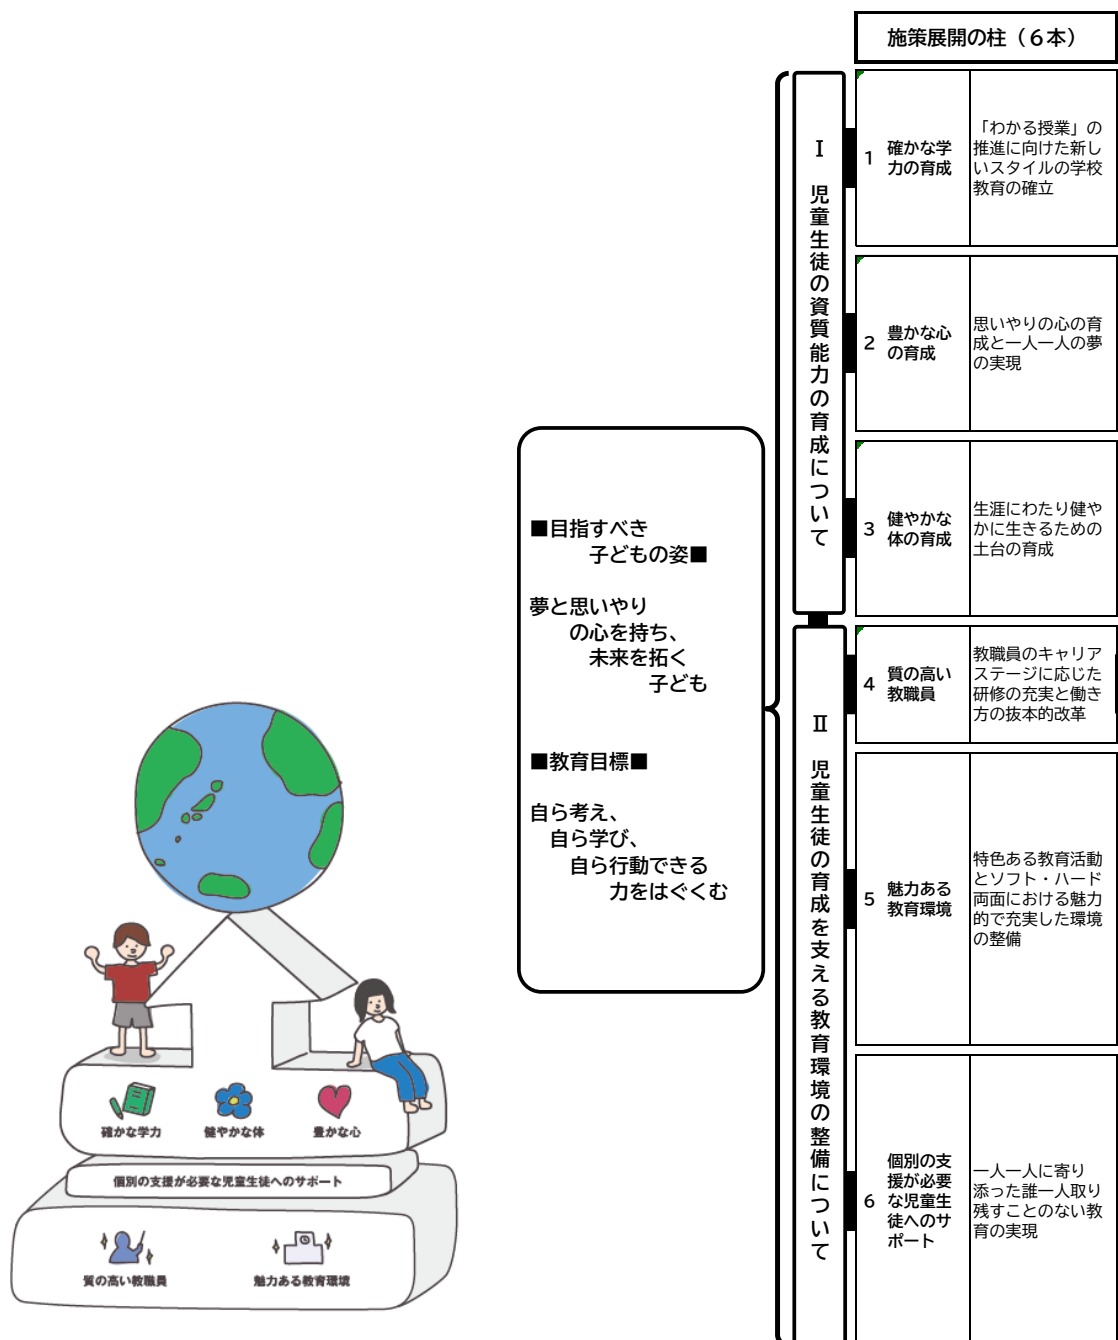 施策展開の柱（６本）
Ⅰ　児童生徒の資質能力の育成について
1
確かな学
力の育成
「わかる授業」の
推進に向けた新し
いスタイルの学校
教育の確立
2
豊かな心
の育成
思いやりの心の育
成と一人一人の夢
の実現
3
健やかな
体の育成
生涯にわたり健や
かに生きるための
土台の育成
Ⅱ　児童生徒の育成を支える教育環境の整備について
4
質の高い
教職員
教職員のキャリア
ステージに応じた
研修の充実と働き
方の抜本的改革
5
魅力ある
教育環境
特色ある教育活動
とソフト・ハード
両面における魅力
的で充実した環境
の整備
6
個別の支
援が必要
な児童生
徒へのサ
ポート
一人一人に寄り
添った誰一人取り
残すことのない教
育の実現
■目指すべき
子どもの姿■
夢と思いやり
の心を持ち、
未来を拓く
子ども
■教育目標■
自ら考え、
自ら学び、
自ら行動できる
力をはぐくむ
確かな学力
健やかな体
豊かな心
個別の支援が必要な児童生徒へのサポート
質の高い教職員
魅力ある教育環境